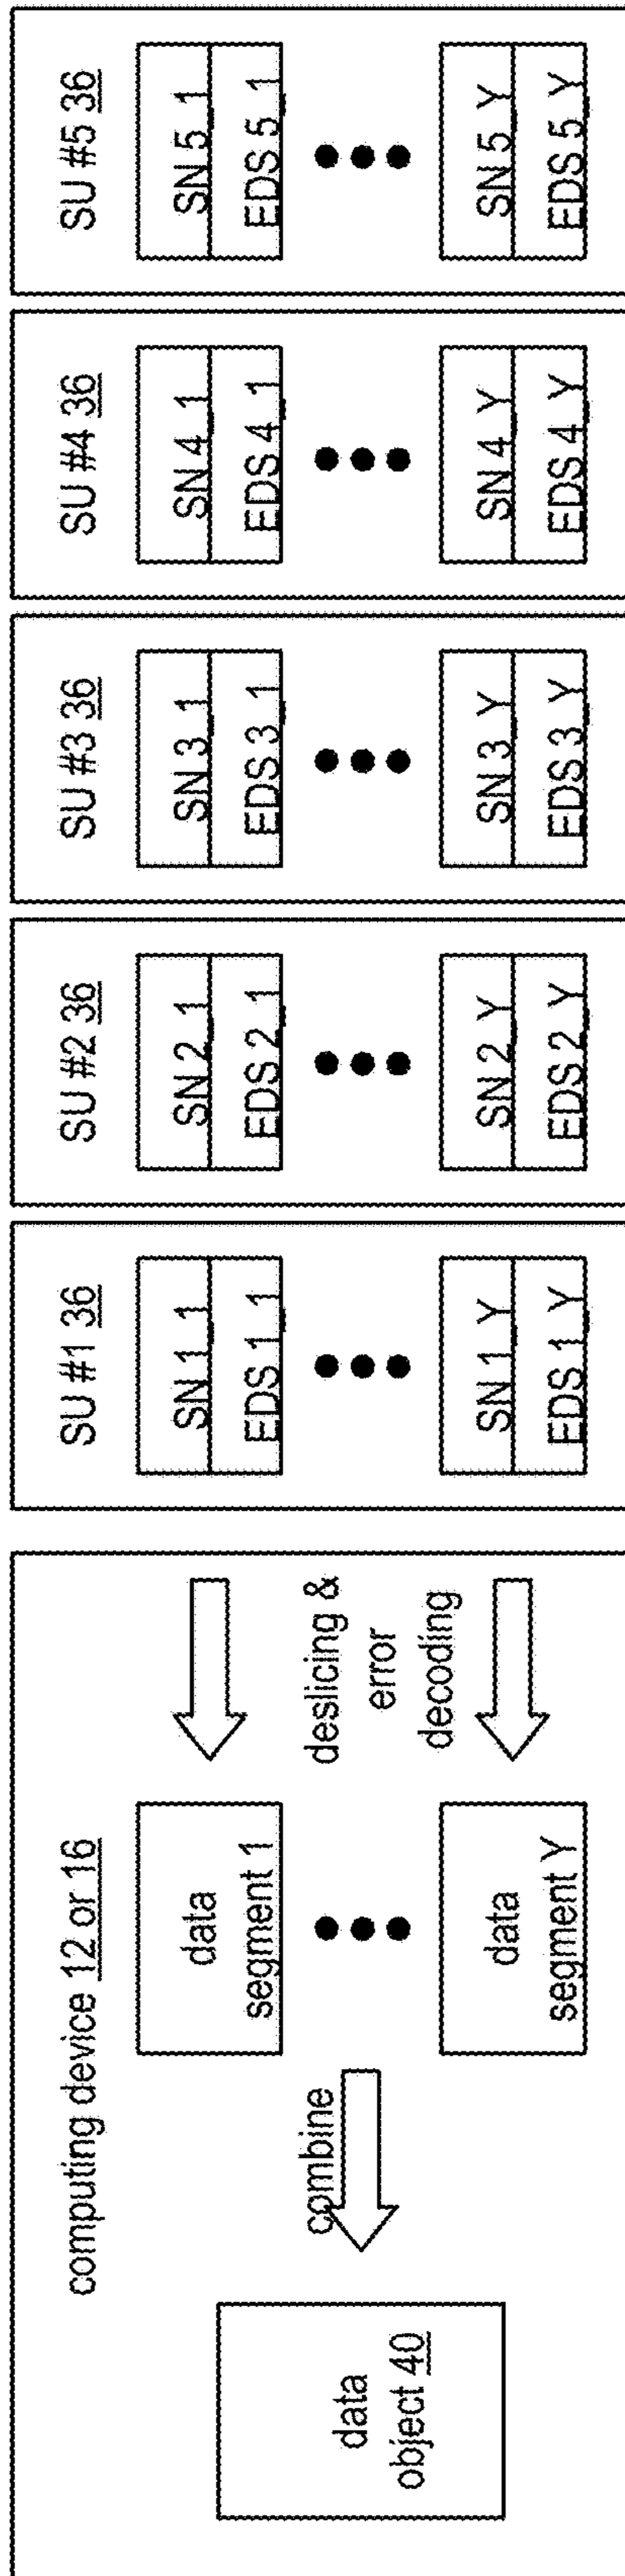 computing device 12 or 16
data
object 40
combine
data
segment 1
data
segment Y
deslicing &
error
decoding
SU #1 36
SN 1_1
EDS 1_1
SN 1_Y
EDS 1_Y
SU #2 36
SN 2_1
EDS 2_1
SN 2_Y
EDS 2_Y
SU #3 36
SN 3_1
EDS 3_1
SN 3_Y
EDS 3_Y
SU #4 36
SN 4_1
EDS 4_1
SN 4_Y
EDS 4_Y
SU #5 36
SN 5_1
EDS 5_1
SN 5_Y
EDS 5_Y